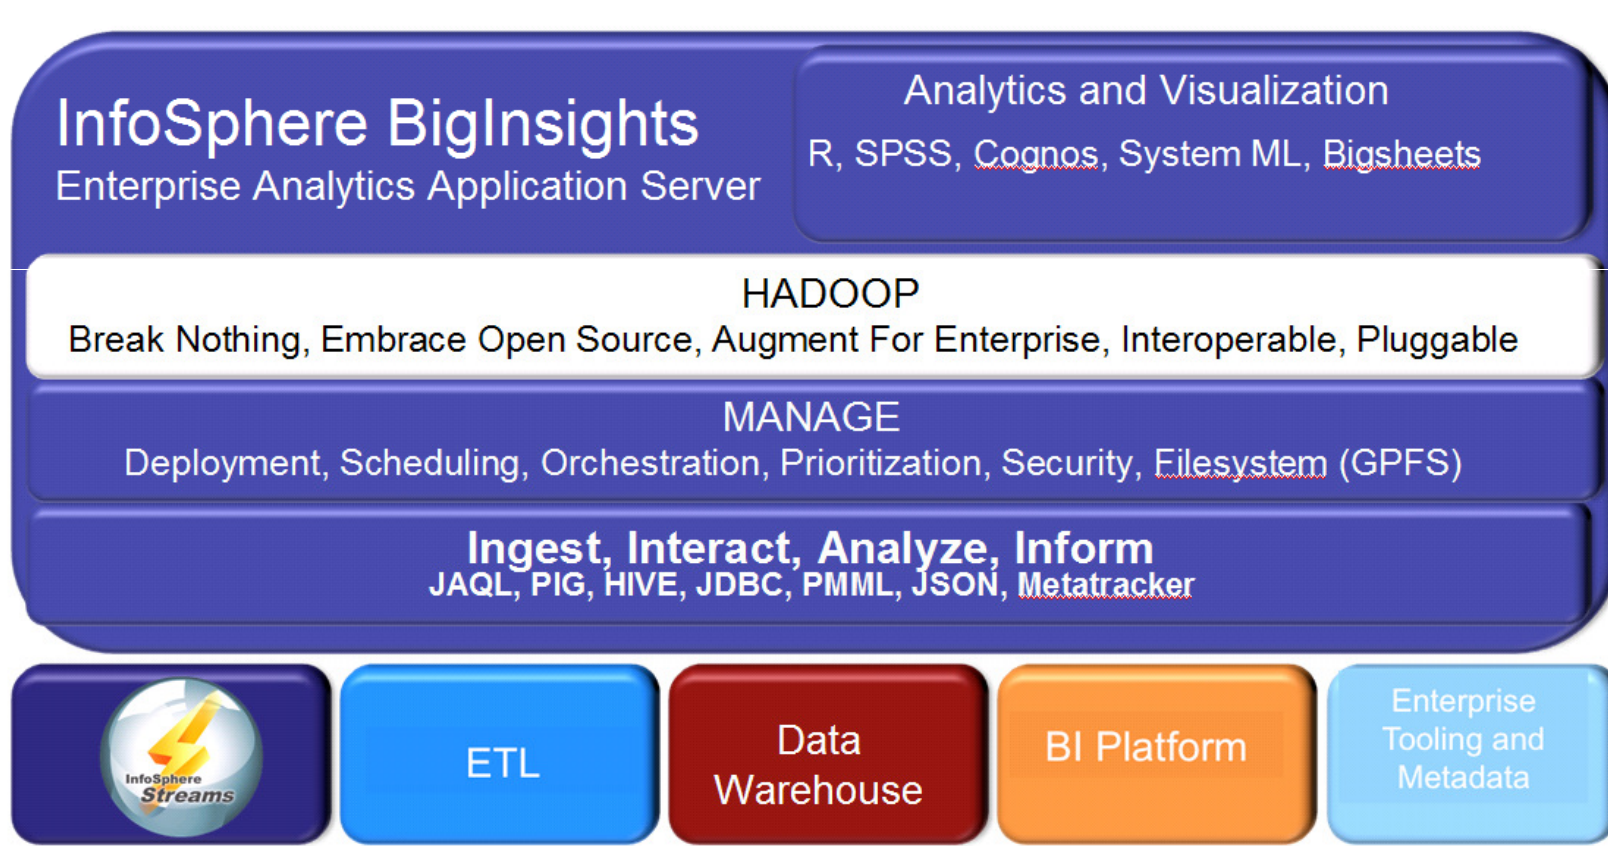 InfoSphere BigInsights
Enterprise Analytics Application Server
Analytics and Visualization
R, SPSS, Cognos, System ML, Bigsheets
HADOOP
Break Nothing, Embrace Open Source, Augment For Enterprise, Interoperable, Pluggable
MANAGE
Deployment, Scheduling, Orchestration, Prioritization, Security, Filesystem (GPFS)
Ingest, Interact, Analyze, Inform
JAQL, PIG, HIVE, JDBC, PMML, JSON, Metatracker
InfoSphere
Streams
ETL
Data
Warehouse
BI Platform
Enterprise
Tooling and
Metadata